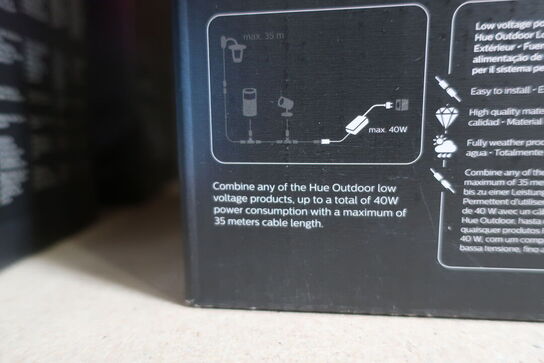 max. 35 m
max. 40W
Combine any of the Hue Outdoor low
voltage products, up to a total of 40W
power consumption with a maximum of
35 meters cable length.
Low voltage po
Hue Outdoor Lo
Extérieur - Fuen
alimentação de
per il sistema pe
Easy to install - E
High quality mate
calidad - Material
Fully weather proo
agua - Totalmente
Combine any of the
maximum of 35 me
bis zu einer Leistung
Permettent d'utilise
de 40 W avec un câ
Hue Outdoor, hasta
quaisquer produtos
40 W, com um comp
bassa tensione, fino a